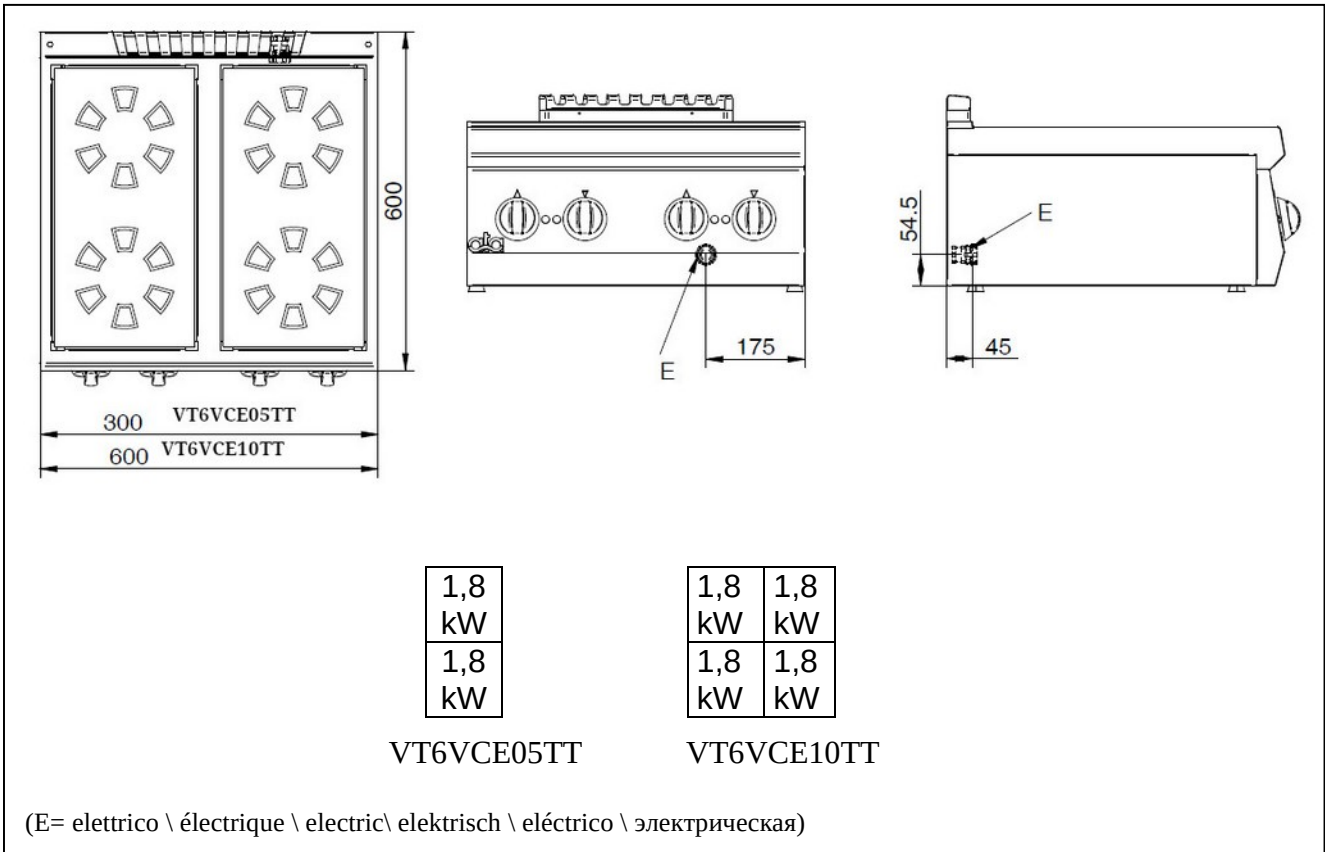 600
54.5
E
175
E
45
300 VT6VCE05TT
600 VT6VCE10TT
1,8 kW
1,8 kW
1,8 kW 1,8 kW
1,8 kW 1,8 kW
VT6VCE05TT VT6VCE10TT
(E= elettrico \ électrique \ electric\ elektrisch \ eléctrico \ электрическая)